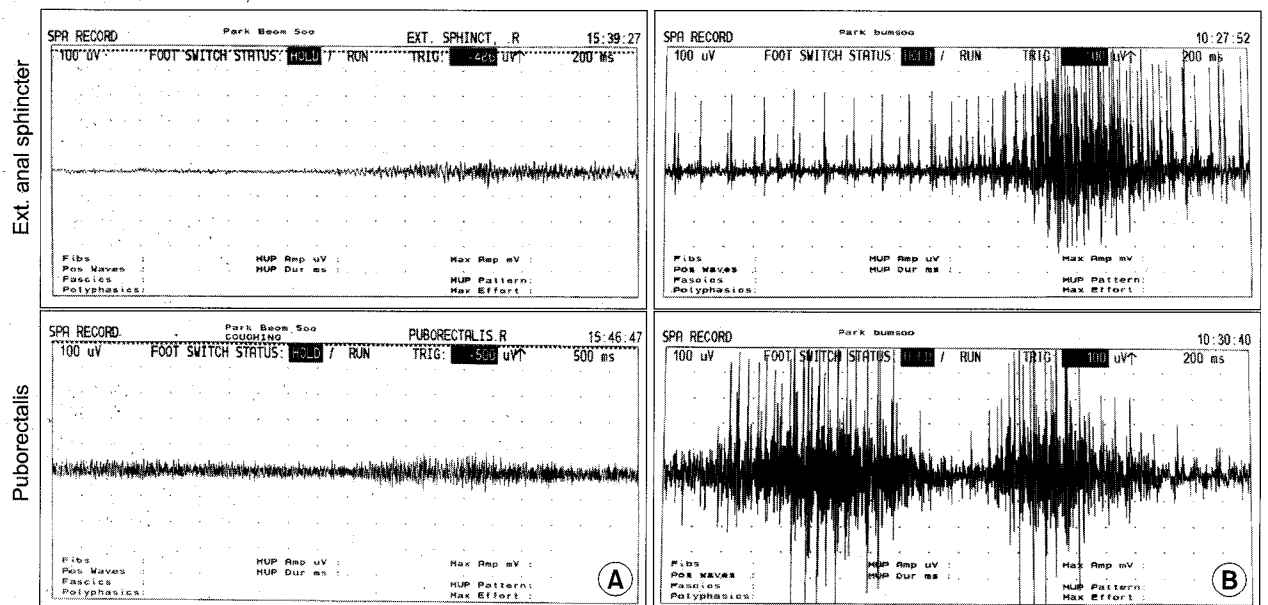 Ext. anal sphincter
SPA RECORD Park Beom Soo EXT. SPHINCT. .R 15:39:27
100 uV FOOT SWITCH STATUS: HOLD / RUN TRIG: uV↑ 200 ms
Fibs : MUP Amp uV : Max Amp mV :
Pos Waves : MUP Dur ms :
Fascics : MUP Pattern:
Polyphasics: Max Effort :
SPA RECORD Park bumsoo 10:27:52
100 uV FOOT SWITCH STATUS: HOLD / RUN TRIG uV↑ 200 ms
Fibs : MUP Amp uV : Max Amp mV :
Pos Waves : MUP Dur ms :
Fascics : MUP Pattern:
Polyphasics: Max Effort :
Puborectalis
SPA RECORD Park Beom Soo PUBORECTALIS.R 15:46:47
COUGHING
100 uV FOOT SWITCH STATUS: HOLD / RUN TRIG: -500 uV↑ 500 ms
Fibs : MUP Amp uV : Max Amp mV :
Pos Waves : MUP Dur ms :
Fascics : MUP Pattern:
Polyphasics: Max Effort :
A
SPA RECORD Park bumsoo 10:30:40
100 uV FOOT SWITCH STATUS HOLD / RUN TRIG 100 uV↑ 200 ms
Fibs : MUP Amp uV : Max Amp mV :
Pos Waves : MUP Dur ms :
Fascics : MUP Pattern:
Polyphasics: Max Effort :
B